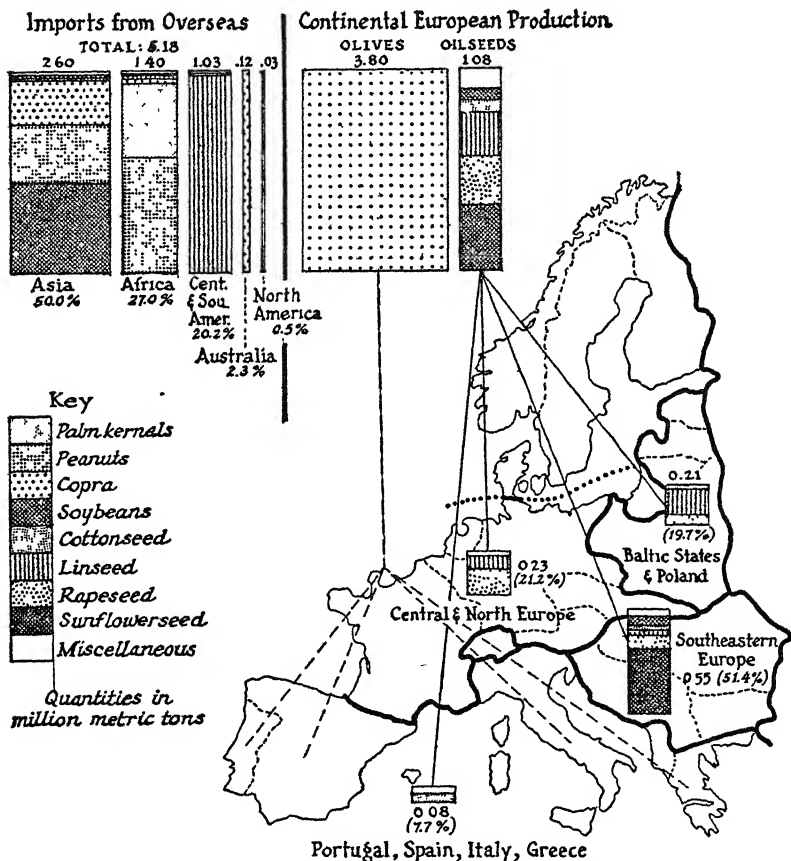 Imports from Overseas
TOTAL: 5.18
2.60
1.40
1.03
.12
.03
Asia
50.0%
Africa
27.0%
Cent.
& Sou.
Amer.
20.2%
Australia
2.3%
North
America
0.5%
Continental European Production
OLIVES
3.80
OILSEEDS
1.08
Key
Palm kernals
Peanuts
Copra
Soybeans
Cottonseed
Linseed
Rapeseed
Sunflowerseed
Miscellaneous
Quantities in
million metric tons
0.21
(19.7%)
Baltic States
& Poland
0.23
(21.2%)
Central & North Europe
Southeastern
Europe
0.55 (51.4%)
0.08
(7.7%)
Portugal, Spain, Italy, Greece